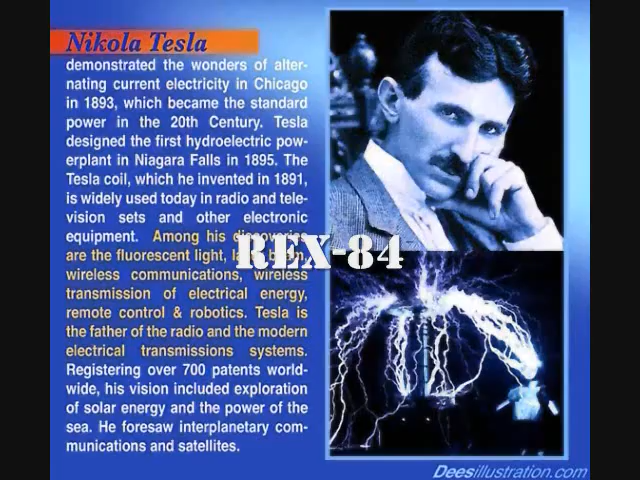 Nikola Tesla
demonstrated the wonders of alter-
nating current electricity in Chicago
in 1893, which became the standard
power in the 20th Century. Tesla
designed the first hydroelectric pow-
erplant in Niagara Falls in 1895. The
Tesla coil, which he invented in 1891,
is widely used today in radio and tele-
vision sets and other electronic
equipment. Among his discoveries
are the fluorescent light, laser beam,
wireless communications, wireless
transmission of electrical energy,
remote control & robotics. Tesla is
the father of the radio and the modern
electrical transmissions systems.
Registering over 700 patents world-
wide, his vision included exploration
of solar energy and the power of the
sea. He foresaw interplanetary com-
munications and satellites.
REX-84
Deesillustration.com